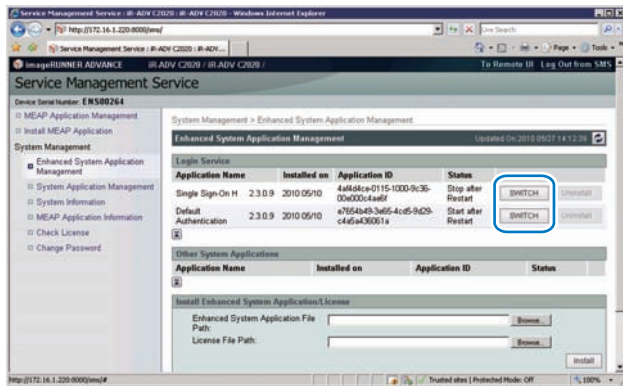 Service Management Service : iR-ADV C2020 : iR-ADV C2020 - Windows Internet Explorer
http://172.16.1.220:8000/sms/
Live Search
Service Management Service : iR-ADV C2020 : iR-ADV...
Page
Tools
imageRUNNER ADVANCE
iR-ADV C2020 / iR-ADV C2020 /
To Remote UI
Log Out from SMS
Service Management Service
Device Serial Number: ENS00264
MEAP Application Management
Install MEAP Application
System Management
Enhanced System Application Management
System Application Management
System Information
MEAP Application Information
Check License
Change Password
System Management > Enhanced System Application Management
Enhanced System Application Management
Updated On:2010 05/27 14:12:39
Login Service
Application Name Installed on Application ID Status
Single Sign-On H 2.3.0.9 2010 05/10 4af4d4ce-0115-1000-9c36-00e000c4ae6f Stop after Restart SWITCH Uninstall
Default Authentication 2.3.0.9 2010 05/10 e7654b49-3e65-4cd5-9d29-c4a5a436061a Start after Restart SWITCH Uninstall
Other System Applications
Application Name Installed on Application ID Status
Install Enhanced System Application/License
Enhanced System Application File Path: Browse...
License File Path: Browse...
Install
http://172.16.1.220:8000/sms/#
Trusted sites | Protected Mode: Off
100%